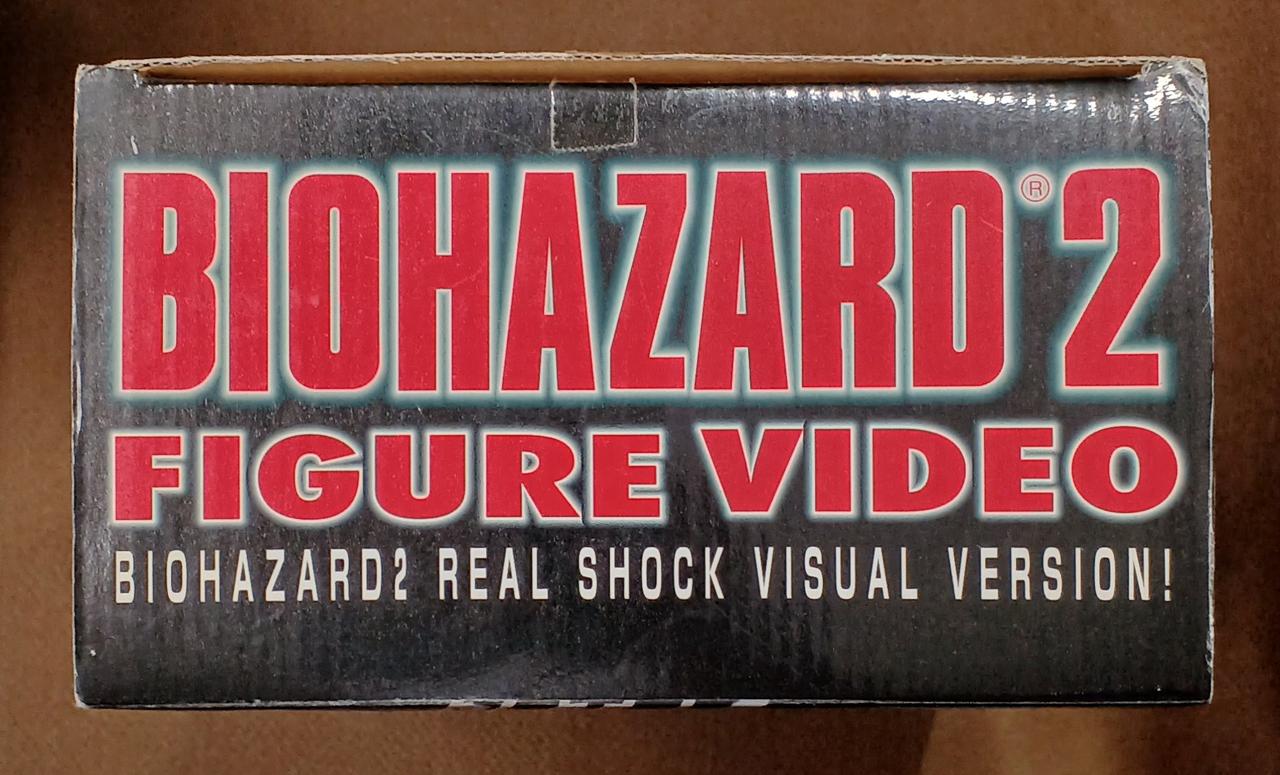 BIOHAZARD®2
FIGURE VIDEO
BIOHAZARD2 REAL SHOCK VISUAL VERSION!